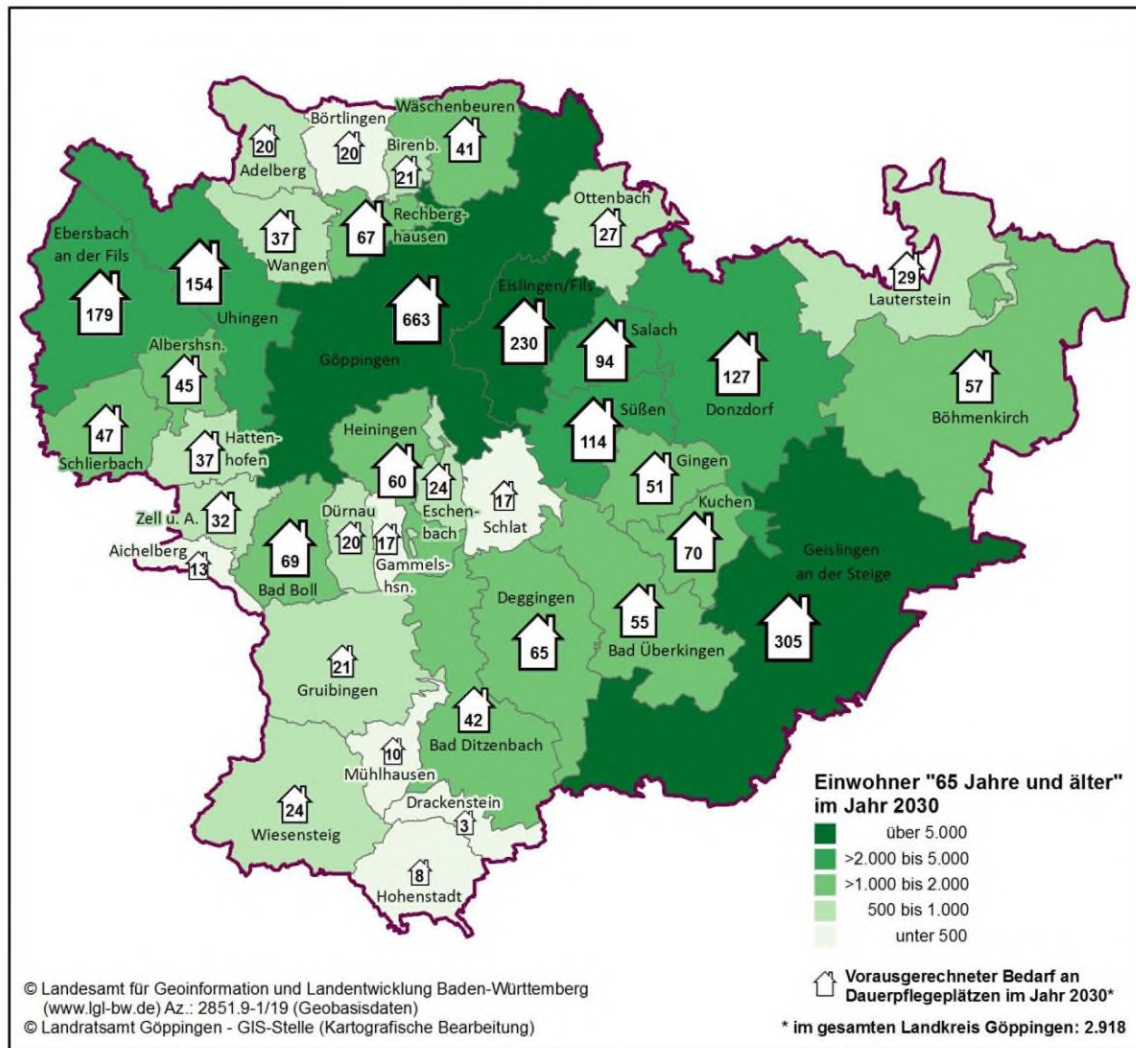 Wäschenbeuren
41
Börtlingen
20
20
Adelberg
Birenb.
21
Ottenbach
27
Rechberg-
hausen
67
37
Wangen
Ebersbach
an der Fils
179
154
Uhingen
29
Lauterstein
Eislingen/Fils
230
663
Göppingen
Salach
94
127
Donzdorf
57
Böhmenkirch
Albershsn.
45
47
Schlierbach
Hatten-
hofen
37
Süßen
114
Heiningen
60
24
Eschen-
bach
17
Schlat
Gingen
51
Kuchen
70
Zell u. A.
32
Aichelberg
13
69
Bad Boll
Dürnau
20
17
Gammels-
hsn.
Geislingen
an der Steige
305
Deggingen
65
55
Bad Überkingen
21
Gruibingen
42
Bad Ditzenbach
10
Mühlhausen
Drackenstein
3
24
Wiesensteig
8
Hohenstadt
Einwohner "65 Jahre und älter"
im Jahr 2030
über 5.000
>2.000 bis 5.000
>1.000 bis 2.000
500 bis 1.000
unter 500
Vorausgerechneter Bedarf an
Dauerpflegeplätzen im Jahr 2030*
* im gesamten Landkreis Göppingen: 2.918
© Landesamt für Geoinformation und Landentwicklung Baden-Württemberg
(www.lgl-bw.de) Az.: 2851.9-1/19 (Geobasisdaten)
© Landratsamt Göppingen - GIS-Stelle (Kartografische Bearbeitung)